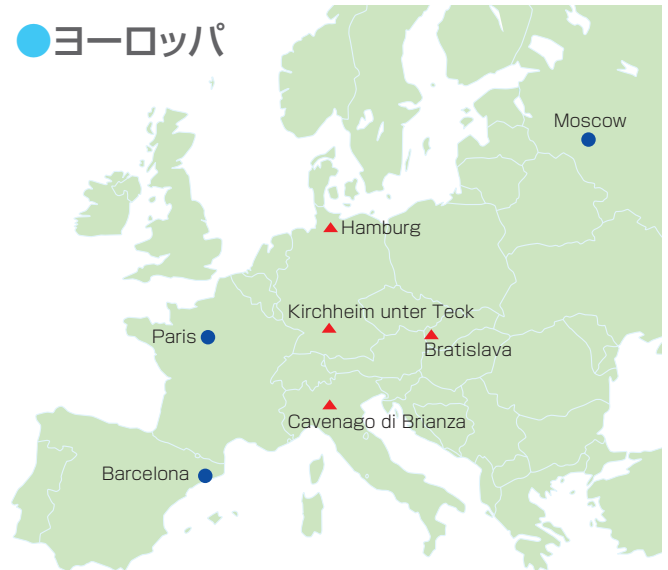 ヨーロッパ
Moscow
Hamburg
Kirchheim unter Teck
Paris
Bratislava
Cavenago di Brianza
Barcelona